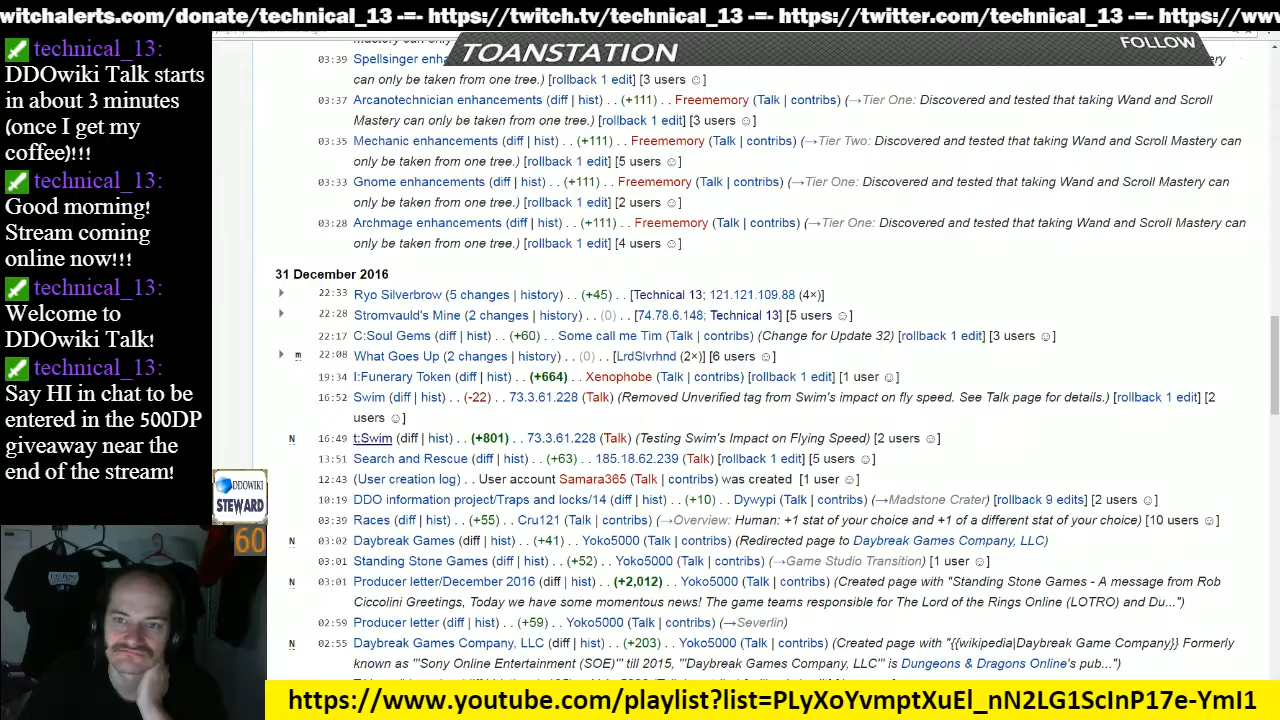 witchalerts.com/donate/technical_13 -=- https://twitch.tv/technical_13 -=- https://twitter.com/technical_13 -=- https://www
technical_13:
DDOwiki Talk starts
in about 3 minutes
(once I get my
coffee)!!!
technical_13:
Good morning!
Stream coming
online now!!!
technical_13:
Welcome to
DDOwiki Talk!
technical_13:
Say HI in chat to be
entered in the 500DP
giveaway near the
end of the stream!
DDOWIKI
STEWARD
60
TOANSTATION
FOLLOW
03:39 Spellsinger enh
can only be taken from one tree.) [rollback 1 edit] [3 users ☺]
03:37 Arcanotechnician enhancements (diff | hist) . . (+111) . . Freememory (Talk | contribs) (→Tier One: Discovered and tested that taking Wand and Scroll
Mastery can only be taken from one tree.) [rollback 1 edit] [3 users ☺]
03:35 Mechanic enhancements (diff | hist) . . (+111) . . Freememory (Talk | contribs) (→Tier Two: Discovered and tested that taking Wand and Scroll Mastery can
only be taken from one tree.) [rollback 1 edit] [5 users ☺]
03:33 Gnome enhancements (diff | hist) . . (+111) . . Freememory (Talk | contribs) (→Tier One: Discovered and tested that taking Wand and Scroll Mastery can
only be taken from one tree.) [rollback 1 edit] [2 users ☺]
03:28 Archmage enhancements (diff | hist) . . (+111) . . Freememory (Talk | contribs) (→Tier One: Discovered and tested that taking Wand and Scroll Mastery can
only be taken from one tree.) [rollback 1 edit] [4 users ☺]
31 December 2016
22:33 Ryo Silverbrow (5 changes | history) . . (+45) . . [Technical 13; 121.121.109.88 (4×)]
22:28 Stromvauld's Mine (2 changes | history) . . (0) . . [74.78.6.148; Technical 13] [5 users ☺]
22:17 C:Soul Gems (diff | hist) . . (+60) . . Some call me Tim (Talk | contribs) (Change for Update 32) [rollback 1 edit] [3 users ☺]
m 22:08 What Goes Up (2 changes | history) . . (0) . . [LrdSlvrhnd (2×)] [6 users ☺]
19:34 I:Funerary Token (diff | hist) . . (+664) . . Xenophobe (Talk | contribs) [rollback 1 edit] [1 user ☺]
16:52 Swim (diff | hist) . . (-22) . . 73.3.61.228 (Talk) (Removed Unverified tag from Swim's impact on fly speed. See Talk page for details.) [rollback 1 edit] [2
users ☺]
N 16:49 t:Swim (diff | hist) . . (+801) . . 73.3.61.228 (Talk) (Testing Swim's Impact on Flying Speed) [2 users ☺]
13:51 Search and Rescue (diff | hist) . . (+63) . . 185.18.62.239 (Talk) [rollback 1 edit] [5 users ☺]
12:43 (User creation log) . . User account Samara365 (Talk | contribs) was created [1 user ☺]
10:19 DDO information project/Traps and locks/14 (diff | hist) . . (+10) . . Dywypi (Talk | contribs) (→Madstone Crater) [rollback 9 edits] [2 users ☺]
03:39 Races (diff | hist) . . (+55) . . Cru121 (Talk | contribs) (→Overview: Human: +1 stat of your choice and +1 of a different stat of your choice) [10 users ☺]
N 03:02 Daybreak Games (diff | hist) . . (+41) . . Yoko5000 (Talk | contribs) (Redirected page to Daybreak Games Company, LLC)
03:01 Standing Stone Games (diff | hist) . . (+52) . . Yoko5000 (Talk | contribs) (→Game Studio Transition) [1 user ☺]
N 03:01 Producer letter/December 2016 (diff | hist) . . (+2,012) . . Yoko5000 (Talk | contribs) (Created page with "Standing Stone Games - A message from Rob
Ciccolini Greetings, Today we have some momentous news! The game teams responsible for The Lord of the Rings Online (LOTRO) and Du...")
02:59 Producer letter (diff | hist) . . (+59) . . Yoko5000 (Talk | contribs) (→Severlin)
N 02:55 Daybreak Games Company, LLC (diff | hist) . . (+203) . . Yoko5000 (Talk | contribs) (Created page with "{{wikipedia|Daybreak Game Company}} Formerly
known as '''Sony Online Entertainment (SOE)''' till 2015, '''Daybreak Games Company, LLC''' is Dungeons & Dragons Online's pub...")
https://www.youtube.com/playlist?list=PLyXoYvmptXuEl_nN2LG1ScInP17e-YmI1